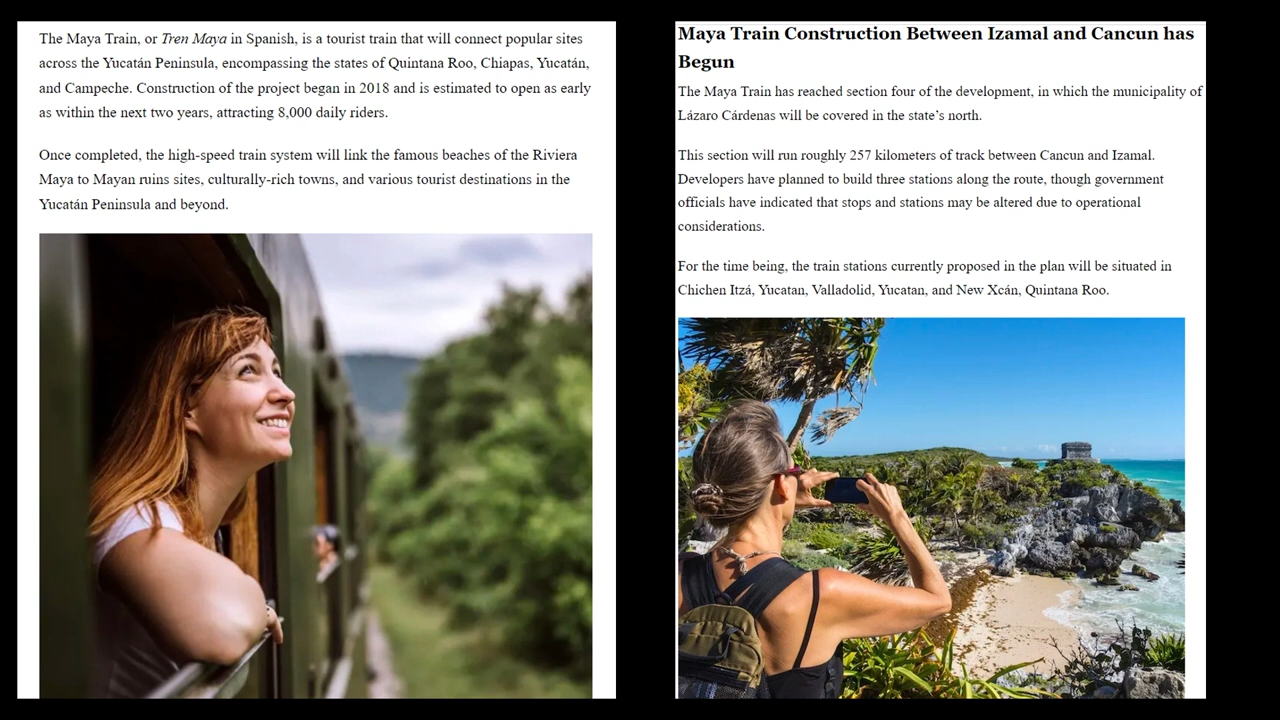 The Maya Train, or Tren Maya in Spanish, is a tourist train that will connect popular sites
across the Yucatán Peninsula, encompassing the states of Quintana Roo, Chiapas, Yucatán,
and Campeche. Construction of the project began in 2018 and is estimated to open as early
as within the next two years, attracting 8,000 daily riders.
Once completed, the high-speed train system will link the famous beaches of the Riviera
Maya to Mayan ruins sites, culturally-rich towns, and various tourist destinations in the
Yucatán Peninsula and beyond.
Maya Train Construction Between Izamal and Cancun has
Begun
The Maya Train has reached section four of the development, in which the municipality of
Lázaro Cárdenas will be covered in the state’s north.
This section will run roughly 257 kilometers of track between Cancun and Izamal.
Developers have planned to build three stations along the route, though government
officials have indicated that stops and stations may be altered due to operational
considerations.
For the time being, the train stations currently proposed in the plan will be situated in
Chichen Itzá, Yucatan, Valladolid, Yucatan, and New Xcán, Quintana Roo.